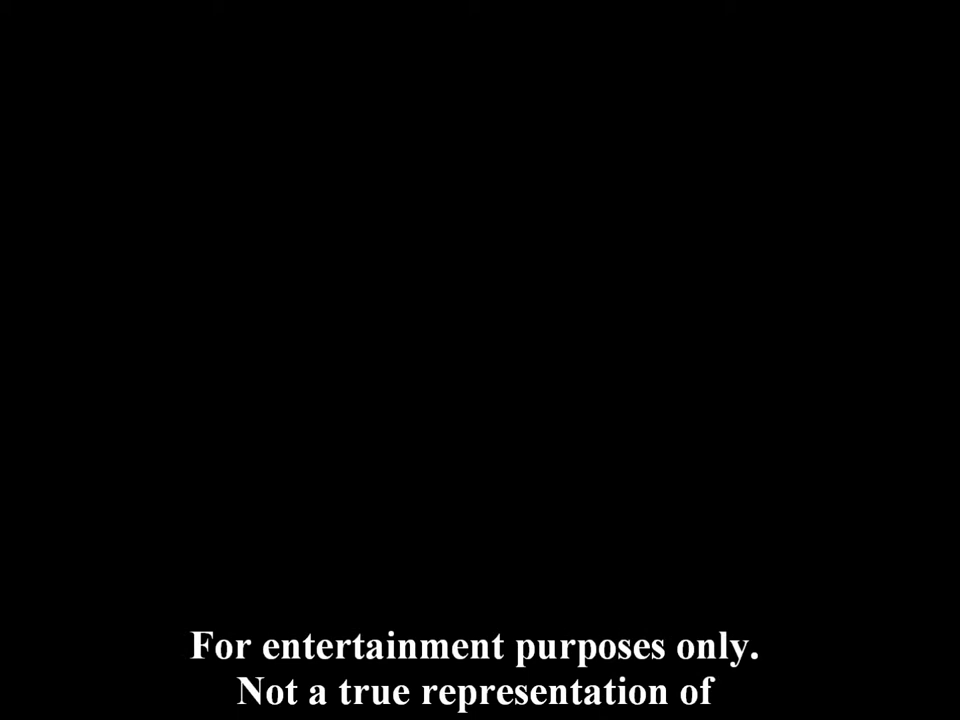 For entertainment purposes only.
Not a true representation of